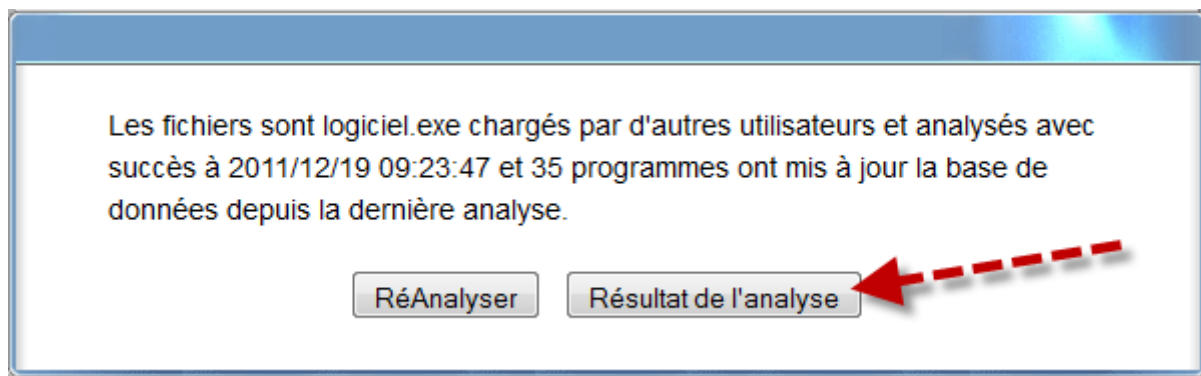 Les fichiers sont logiciel.exe chargés par d'autres utilisateurs et analysés avec
succès à 2011/12/19 09:23:47 et 35 programmes ont mis à jour la base de
données depuis la dernière analyse.
RéAnalyser Résultat de l'analyse